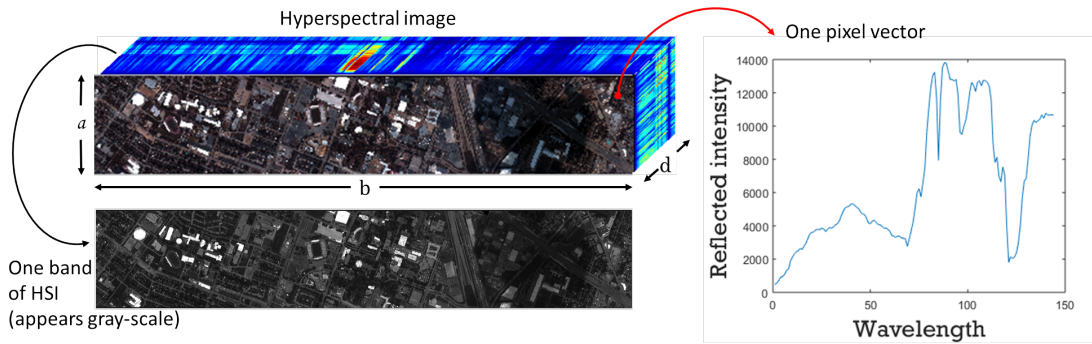 Hyperspectral image
One pixel vector
a
b
d
One band
of HSI
(appears gray-scale)
Reflected intensity
14000
12000
10000
8000
6000
4000
2000
0
0
50
100
150
Wavelength